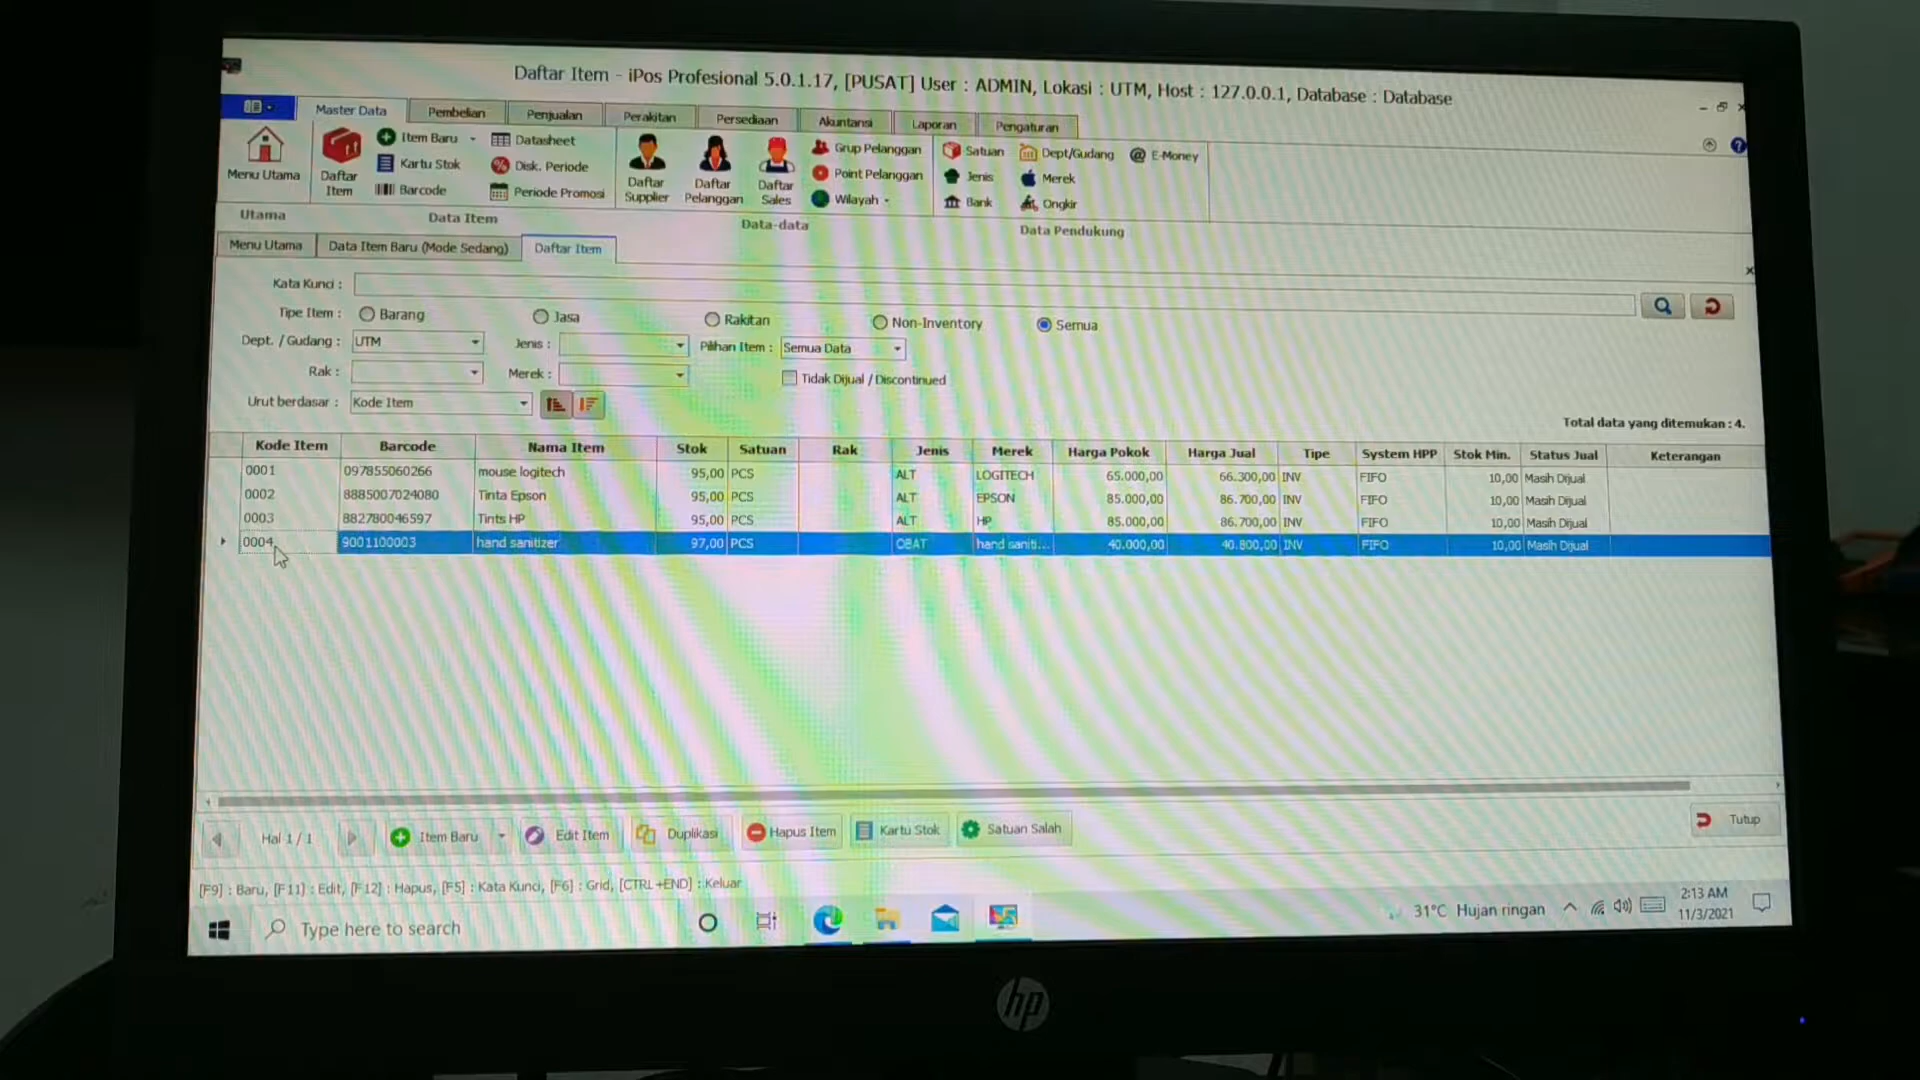 Daftar Item - iPos Profesional 5.0.1.17, [PUSAT] User : ADMIN, Lokasi : UTM, Host : 127.0.0.1, Database : Database
Master Data Pembelian Penjualan Perakitan Persediaan Akuntansi Laporan Pengaturan
Item Baru Datasheet Grup Pelanggan Satuan Dept/Gudang E-Money
Kartu Stok Disk. Periode Point Pelanggan Jenis Merek
Barcode Periode Promosi Wilayah Bank Ongkir
Menu Utama
Daftar Item
Daftar Supplier
Daftar Pelanggan
Daftar Sales
Utama Data Item Data-data Data Pendukung
Menu Utama Data Item Baru (Mode Sedang) Daftar Item
Kata Kunci :
Tipe Item : Barang Jasa Rakitan Non-Inventory Semua
Dept. / Gudang : UTM Jenis : Pilihan Item : Semua Data
Rak : Merek : Tidak Dijual / Discontinued
Urut berdasar : Kode Item
Total data yang ditemukan : 4.
Kode Item Barcode Nama Item Stok Satuan Rak Jenis Merek Harga Pokok Harga Jual Tipe System HPP Stok Min. Status Jual Keterangan
0001 097855060266 mouse logitech 95,00 PCS ALT LOGITECH 65.000,00 66.300,00 INV FIFO 10,00 Masih Dijual
0002 8885007024080 Tinta Epson 95,00 PCS ALT EPSON 85.000,00 86.700,00 INV FIFO 10,00 Masih Dijual
0003 882780046597 Tints HP 95,00 PCS ALT HP 85.000,00 86.700,00 INV FIFO 10,00 Masih Dijual
0004 9001100003 hand sanitizer 97,00 PCS OBAT hand saniti... 40.000,00 40.800,00 INV FIFO 10,00 Masih Dijual
Hal 1 / 1 Item Baru Edit Item Duplikasi Hapus Item Kartu Stok Satuan Salah Tutup
[F9] : Baru, [F11] : Edit, [F12] : Hapus, [F5] : Kata Kunci, [F6] : Grid, [CTRL+END] : Keluar
Type here to search 31°C Hujan ringan 2:13 AM
11/3/2021
hp